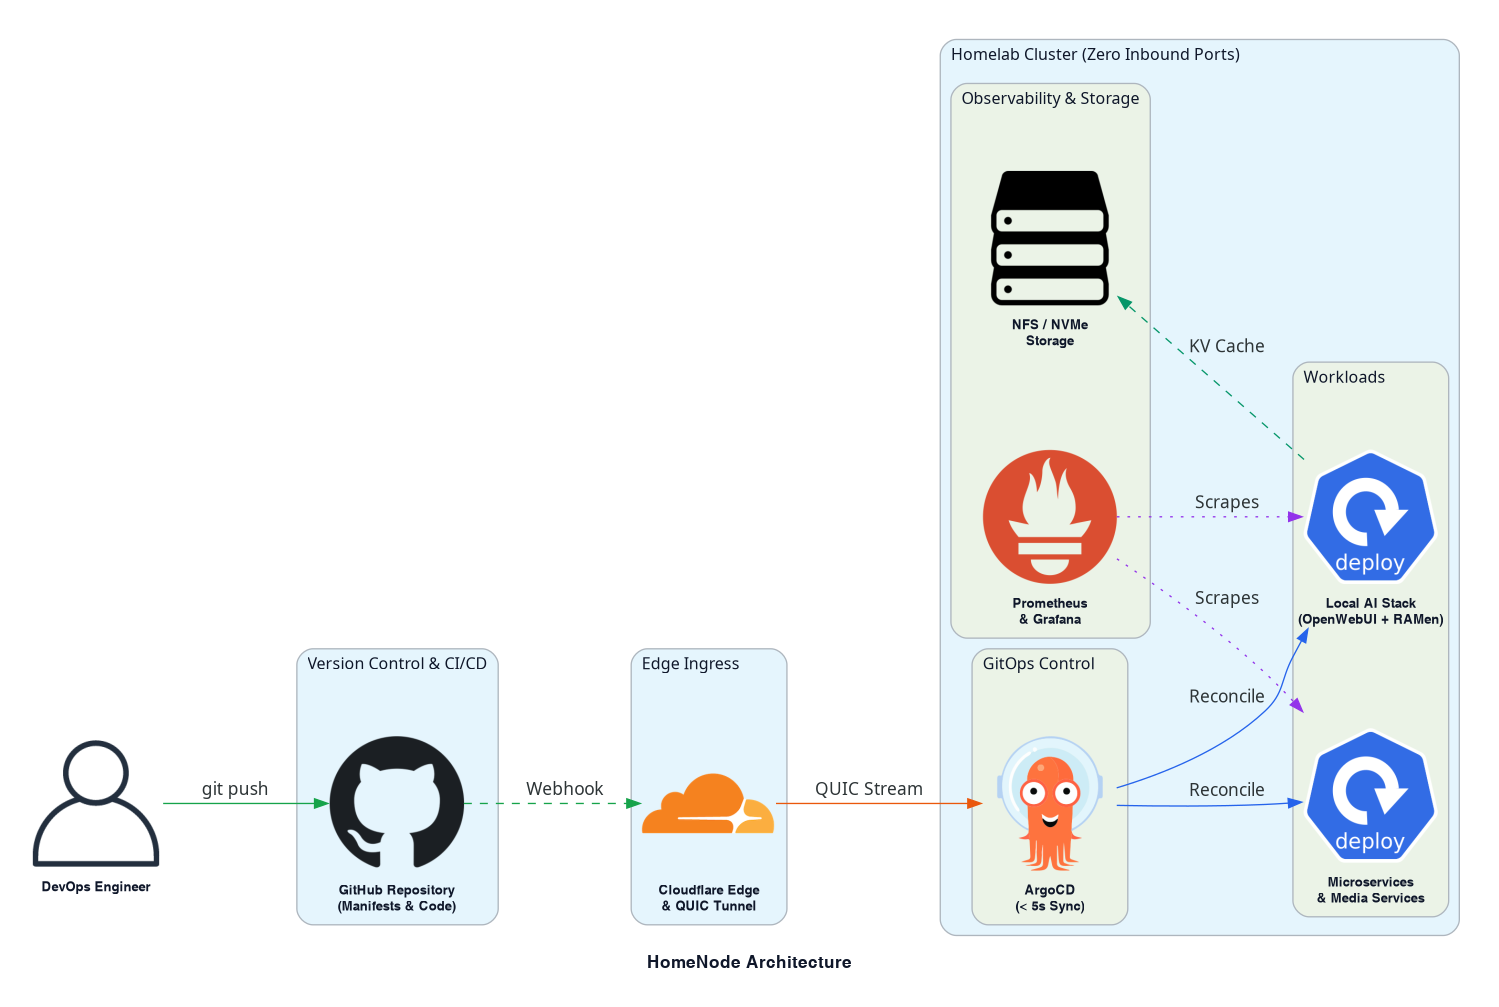 Homelab Cluster (Zero Inbound Ports)
Observability & Storage
NFS / NVMe
Storage
KV Cache
Workloads
Scrapes
deploy
Prometheus
& Grafana
Scrapes
Local AI Stack
(OpenWebUI + RAMen)
Version Control & CI/CD
Edge Ingress
GitOps Control
Reconcile
git push
Webhook
QUIC Stream
Reconcile
deploy
DevOps Engineer
GitHub Repository
(Manifests & Code)
Cloudflare Edge
& QUIC Tunnel
ArgoCD
(< 5s Sync)
Microservices
& Media Services
HomeNode Architecture